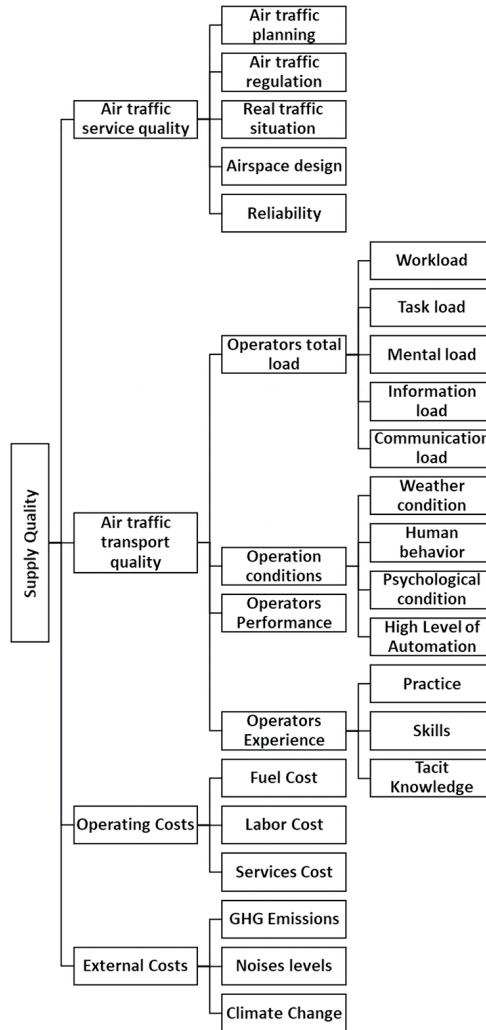 Supply Quality
Air traffic
service quality
Air traffic
planning
Air traffic
regulation
Real traffic
situation
Airspace design
Reliability
Air traffic
transport
quality
Operators total
load
Workload
Task load
Mental load
Information
load
Communication
load
Operation
conditions
Weather
condition
Human
behavior
Psychological
condition
High Level of
Automation
Operators
Performance
Operators
Experience
Practice
Skills
Tacit
Knowledge
Operating Costs
Fuel Cost
Labor Cost
Services Cost
External Costs
GHG Emissions
Noises levels
Climate Change